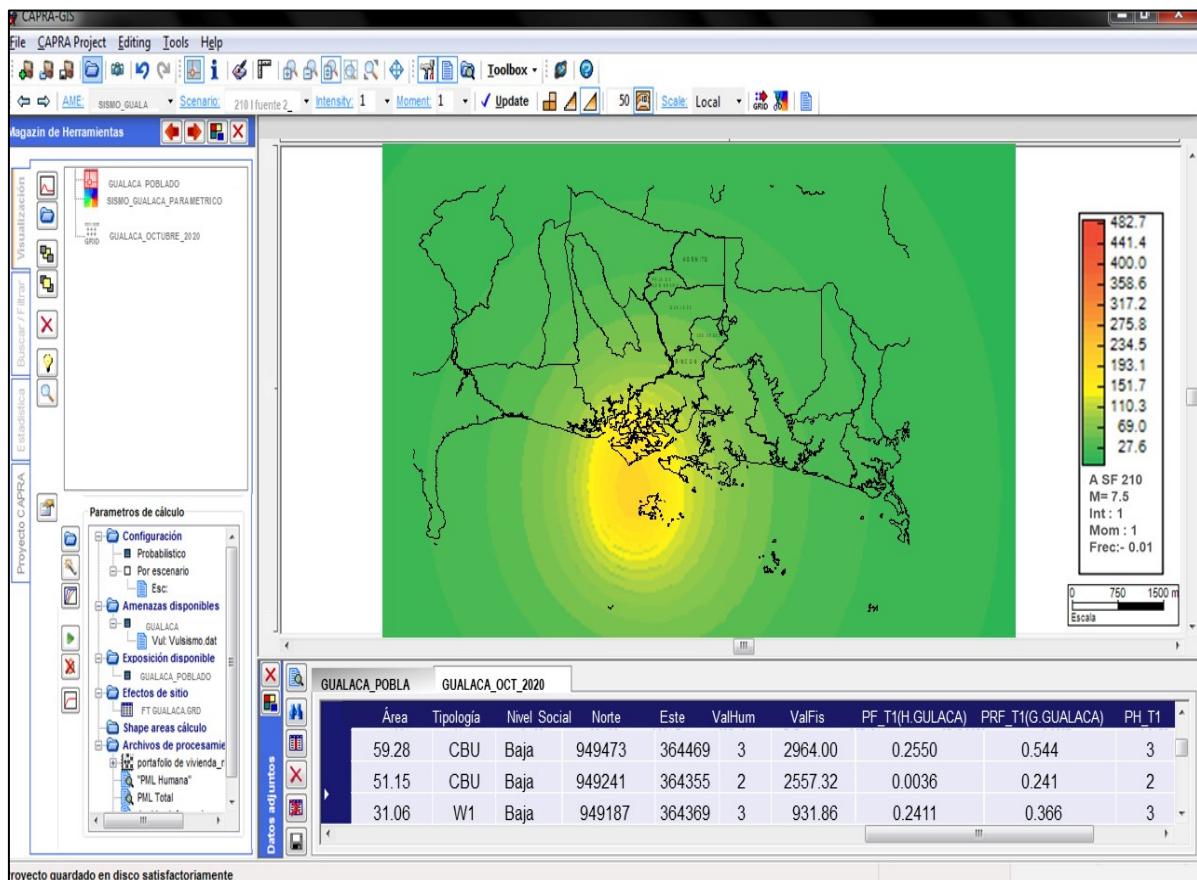 CAPRA-GIS
File CAPRA Project Editing Tools Help
Toolbox
AME: SISMO_GUALA Scenario: 210 I fuente 2_ Intensity: 1 Moment: 1 Update 50 Scale: Local GRID
Magazin de Herramientas
Visualización
Buscar / Filtrar
Estadística
Proyecto CAPRA
GUALACA POBLADO
SISMO_GUALACA_PARAMETRICO
GRID GUALACA_OCTUBRE_2020
Parametros de cálculo
Configuración
Probabilistico
Por escenario
Esc:
Amenazas disponibles
GUALACA
Vul: Vulsismo.dat
Exposición disponible
GUALACA_POBLADO
Efectos de sitio
FT GUALACA.GRD
Shape areas cálculo
Archivos de procesamie
portafolio de vivienda_r
"PML Humana"
PML Total
HORNITO
RINCON
482.7
441.4
400.0
358.6
317.2
275.8
234.5
193.1
151.7
110.3
69.0
27.6
A SF 210
M= 7.5
Int : 1
Mom : 1
Frec:- 0.01
0 750 1500 m
Escala
Datos adjuntos
GUALACA_POBLA GUALACA_OCT_2020
Área Tipología Nivel Social Norte Este ValHum ValFis PF_T1(H.GULACA) PRF_T1(G.GUALACA) PH_T1
59.28 CBU Baja 949473 364469 3 2964.00 0.2550 0.544 3
51.15 CBU Baja 949241 364355 2 2557.32 0.0036 0.241 2
31.06 W1 Baja 949187 364369 3 931.86 0.2411 0.366 3
royecto guardado en disco satisfactoriamente